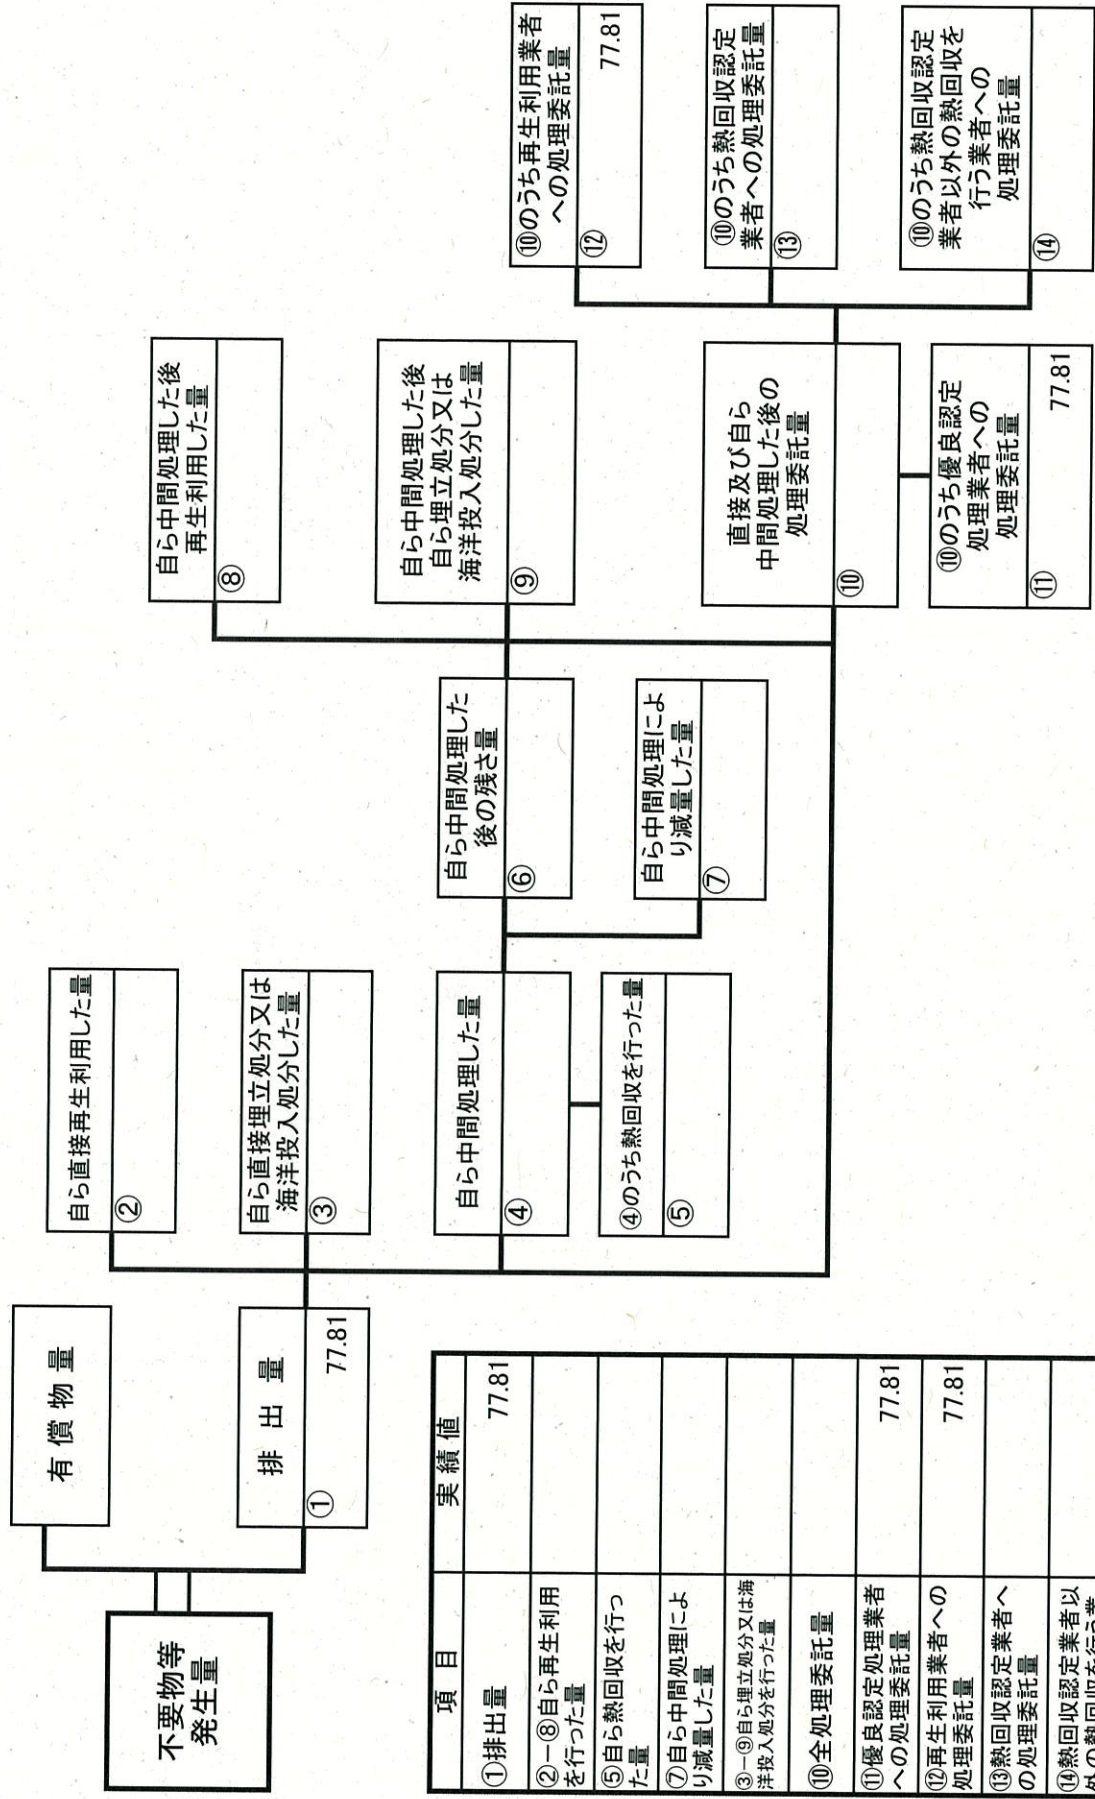 不要物等
発生量
有償物量
排出量
①
77.81
自ら直接再生利用した量
②
自ら直接埋立処分又は
海洋投入処分した量
③
自ら中間処理した量
④
④のうち熱回収を行った量
⑤
自ら中間処理した
後の残さ量
⑥
自ら中間処理によ
り減量した量
⑦
自ら中間処理した後
再生利用した量
⑧
自ら中間処理した後
自ら埋立処分又は
海洋投入処分した量
⑨
直接及び自ら
中間処理した後の
処理委託量
⑩
⑩のうち優良認定
処理業者への
処理委託量
⑪
77.81
⑩のうち再生利用業者
への処理委託量
⑫
77.81
⑩のうち熱回収認定
業者への処理委託量
⑬
⑩のうち熱回収認定
業者以外の熱回収を
行う業者への
処理委託量
⑭
項目 実績値
①排出量 77.81
②ー⑧自ら再生利用
を行った量
⑤自ら熱回収を行っ
た量
⑦自ら中間処理によ
り減量した量
③ー⑨自ら埋立処分又は海
洋投入処分を行った量
⑩全処理委託量
⑪優良認定処理業者
への処理委託量
77.81
⑫再生利用業者への
処理委託量
77.81
⑬熱回収認定業者へ
の処理委託量
⑭熱回収認定業者以
外の熱回収を行う業